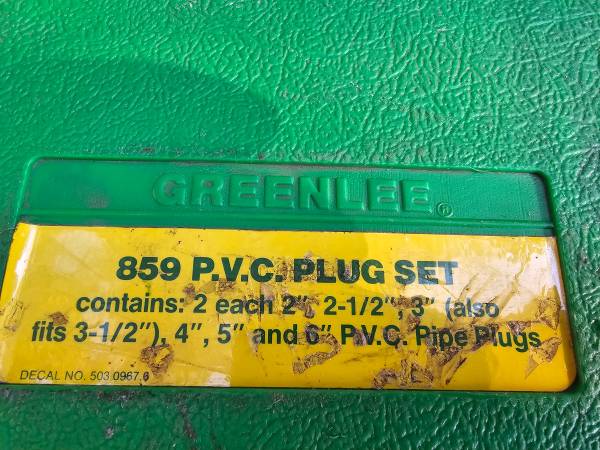 GREENLEE®
859 P.V.C. PLUG SET
contains: 2 each 2", 2-1/2", 3" (also
fits 3-1/2"), 4", 5" and 6" P.V.C. Pipe Plugs
DECAL NO. 503 0967.6